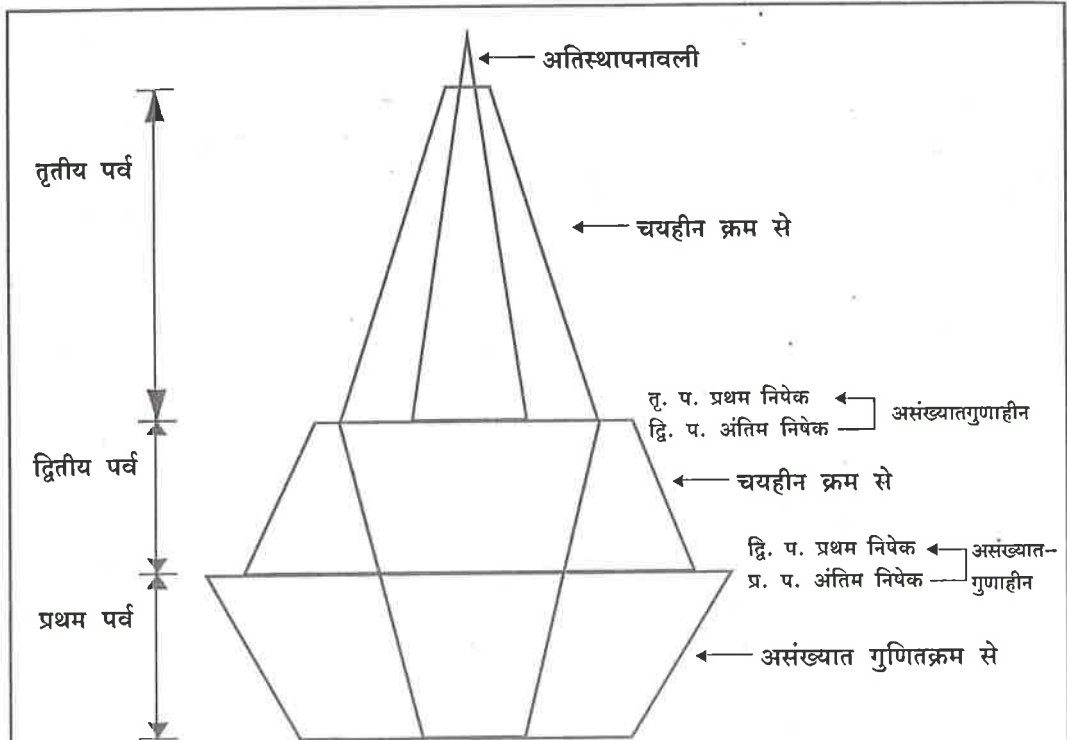 अतिस्थापनावली
तृतीय पर्व
चयहीन क्रम से
तृ. प. प्रथम निषेक
द्वि. प. अंतिम निषेक
असंख्यातगुणाहीन
द्वितीय पर्व
चयहीन क्रम से
द्वि. प. प्रथम निषेक
प्र. प. अंतिम निषेक
असंख्यात-
गुणाहीन
प्रथम पर्व
असंख्यात गुणितक्रम से